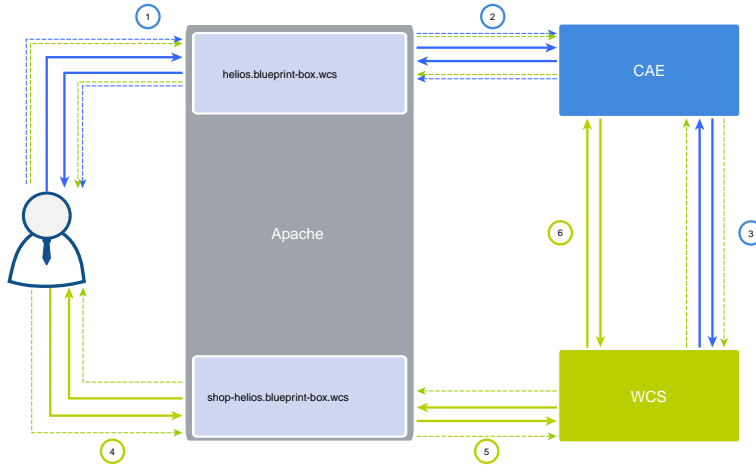 1
2
helios.blueprint-box.wcs
CAE
Apache
6
3
shop-helios.blueprint-box.wcs
WCS
4
5